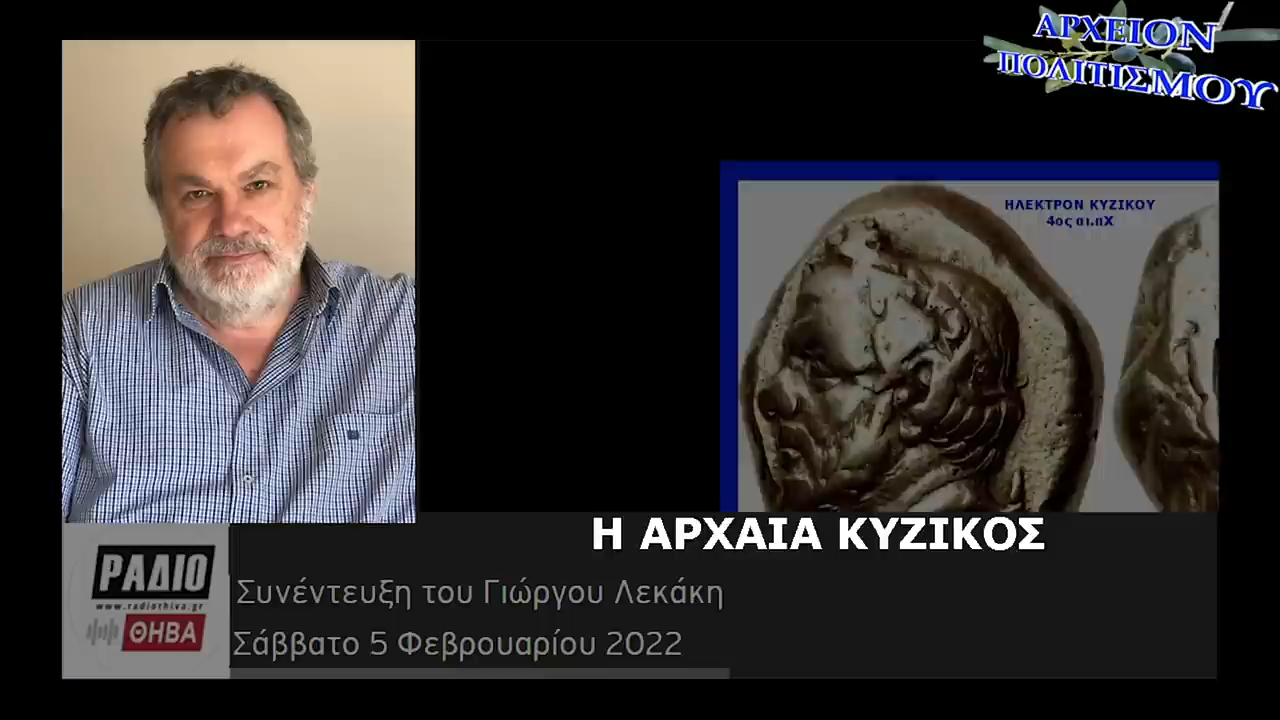 ΑΡΧΕΙΟΝ
ΠΟΛΙΤΙΣΜΟΥ
ΗΛΕΚΤΡΟΝ ΚΥΖΙΚΟΥ
4ος αι.πΧ
Η ΑΡΧΑΙΑ ΚΥΖΙΚΟΣ
ΡΑΔΙΟ
www.radiothiva.gr
ΘΗΒΑ
Συνέντευξη του Γιώργου Λεκάκη
Σάββατο 5 Φεβρουαρίου 2022